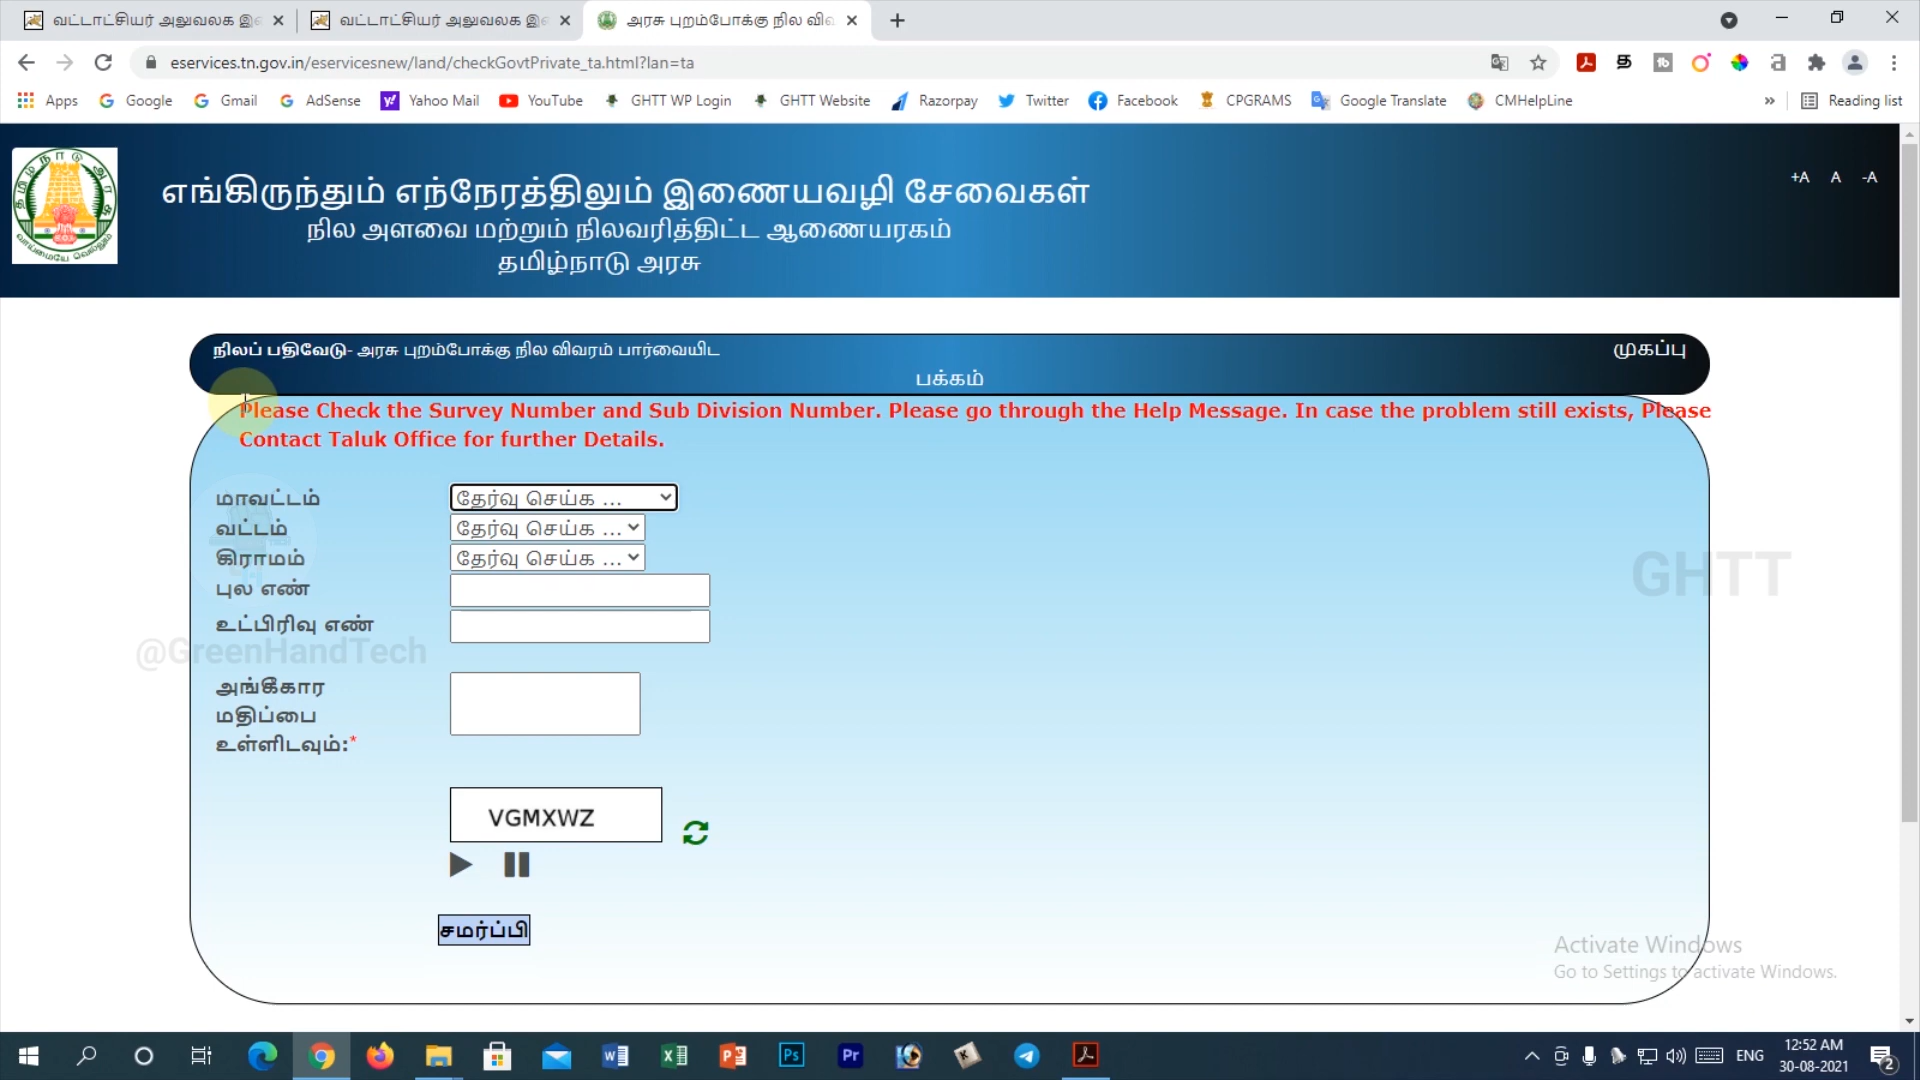 வட்டாட்சியர் அலுவலக இ
வட்டாட்சியர் அலுவலக இ
அரசு புறம்போக்கு நில விவ
eservices.tn.gov.in/eservicesnew/land/checkGovtPrivate_ta.html?lan=ta
Apps Google Gmail AdSense Yahoo Mail YouTube GHTT WP Login GHTT Website Razorpay Twitter Facebook CPGRAMS Google Translate CMHelpLine » Reading list
எங்கிருந்தும் எந்நேரத்திலும் இணையவழி சேவைகள்
+A A -A
நில அளவை மற்றும் நிலவரித்திட்ட ஆணையரகம்
தமிழ்நாடு அரசு
நிலப் பதிவேடு- அரசு புறம்போக்கு நில விவரம் பார்வையிட
முகப்பு
பக்கம்
Please Check the Survey Number and Sub Division Number. Please go through the Help Message. In case the problem still exists, Please
Contact Taluk Office for further Details.
மாவட்டம் தேர்வு செய்க ...
வட்டம் தேர்வு செய்க ...
கிராமம் தேர்வு செய்க ...
புல எண்
GHTT
உட்பிரிவு எண்
@GreenHandTech
அங்கீகார
மதிப்பை
உள்ளிடவும்:*
VGMXWZ
சமர்ப்பி
Activate Windows
Go to Settings to activate Windows.
ENG
12:52 AM
30-08-2021
2